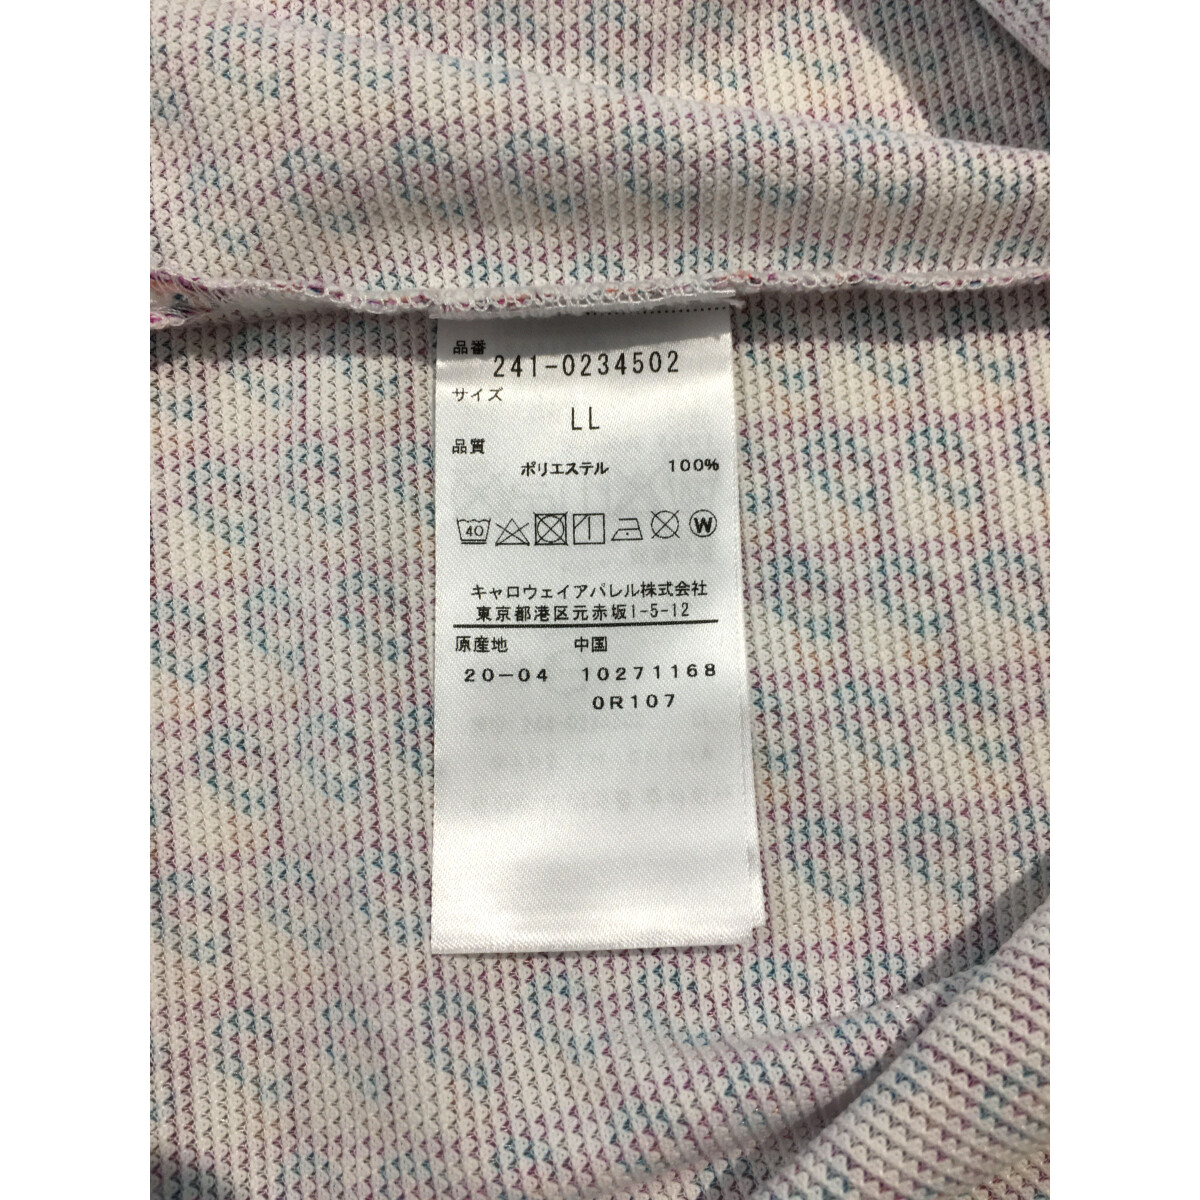 品番
241-0234502
サイズ
LL
品質
ポリエステル 100%
40 W
キャロウェイアパレル株式会社
東京都港区元赤坂1-5-12
原産地 中国
20-04 10271168
0R107